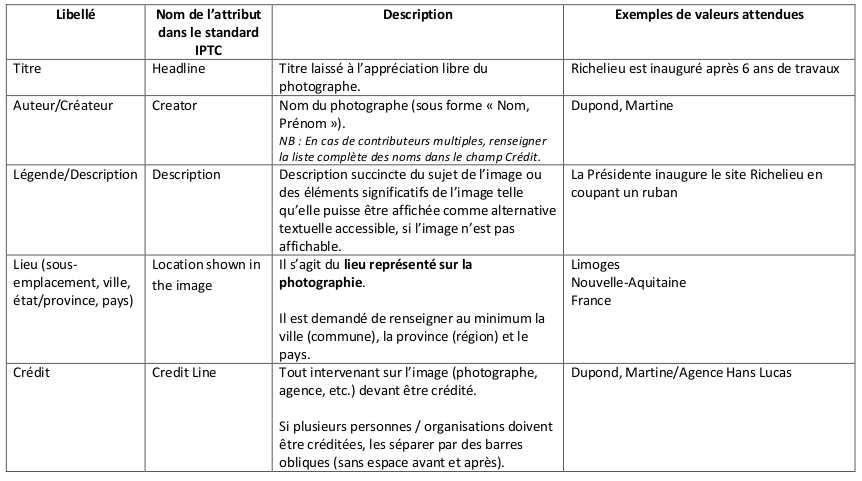 Libellé
Nom de l’attribut
dans le standard
IPTC
Description
Exemples de valeurs attendues
Titre
Headline
Titre laissé à l’appréciation libre du
photographe.
Richelieu est inauguré après 6 ans de travaux
Auteur/Créateur
Creator
Nom du photographe (sous forme « Nom,
Prénom »).
NB : En cas de contributeurs multiples, renseigner
la liste complète des noms dans le champ Crédit.
Dupond, Martine
Légende/Description
Description
Description succincte du sujet de l’image ou
des éléments significatifs de l’image telle
qu’elle puisse être affichée comme alternative
textuelle accessible, si l’image n’est pas
affichable.
La Présidente inaugure le site Richelieu en
coupant un ruban
Lieu (sous-
emplacement, ville,
état/province, pays)
Location shown in
the image
Il s’agit du lieu représenté sur la
photographie.
Il est demandé de renseigner au minimum la
ville (commune), la province (région) et le
pays.
Limoges
Nouvelle-Aquitaine
France
Crédit
Credit Line
Tout intervenant sur l’image (photographe,
agence, etc.) devant être crédité.
Si plusieurs personnes / organisations doivent
être créditées, les séparer par des barres
obliques (sans espace avant et après).
Dupond, Martine/Agence Hans Lucas